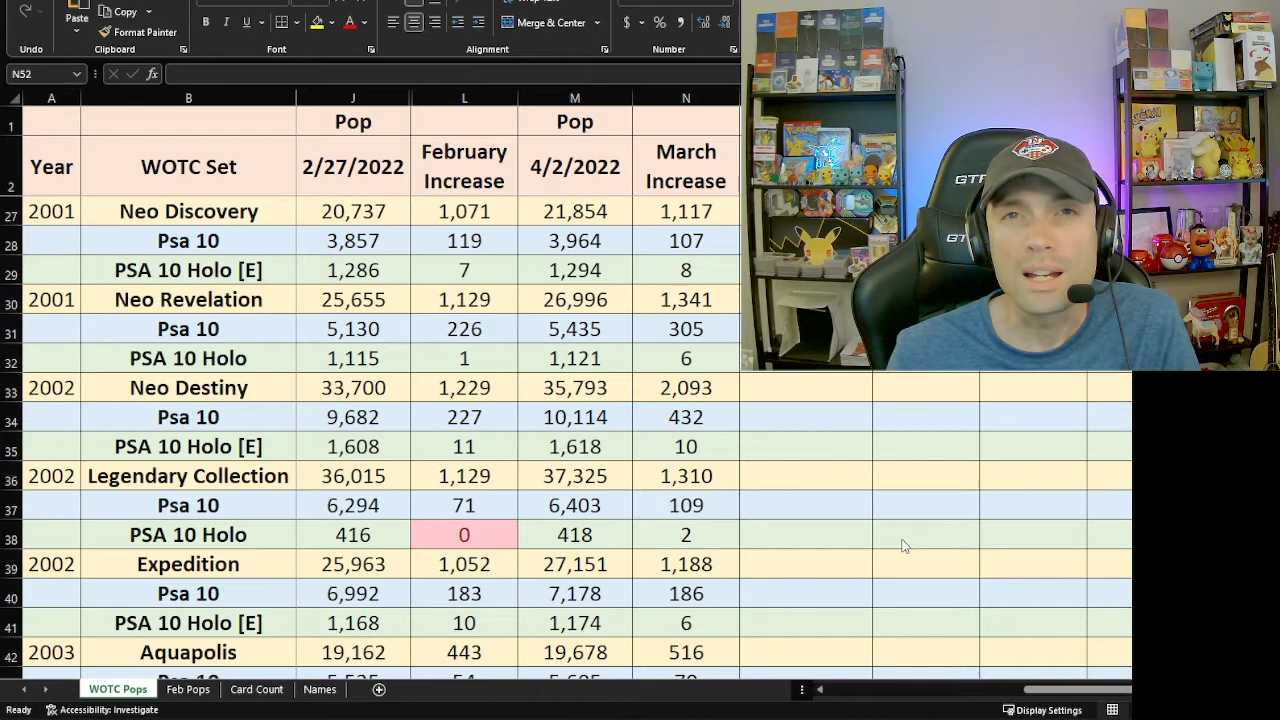 Undo
Paste
Copy
Format Painter
Clipboard
B I U A
Font
Merge & Center
Alignment
$ % ,
Number
N52 fx
A B J L N M
1 Pop Pop
2 Year WOTC Set 2/27/2022 February Increase 4/2/2022 March Increase
27 2001 Neo Discovery 20,737 1,071 21,854 1,117
28 Psa 10 3,857 119 3,964 107
29 PSA 10 Holo [E] 1,286 7 1,294 8
30 2001 Neo Revelation 25,655 1,129 26,996 1,341
31 Psa 10 5,130 226 5,435 305
32 PSA 10 Holo 1,115 1 1,121 6
33 2002 Neo Destiny 33,700 1,229 35,793 2,093
34 Psa 10 9,682 227 10,114 432
35 PSA 10 Holo [E] 1,608 11 1,618 10
36 2002 Legendary Collection 36,015 1,129 37,325 1,310
37 Psa 10 6,294 71 6,403 109
38 PSA 10 Holo 416 0 418 2
39 2002 Expedition 25,963 1,052 27,151 1,188
40 Psa 10 6,992 183 7,178 186
41 PSA 10 Holo [E] 1,168 10 1,174 6
42 2003 Aquapolis 19,162 443 19,678 516
WOTC Pops Feb Pops Card Count Names
Ready Accessibility: Investigate Display Settings